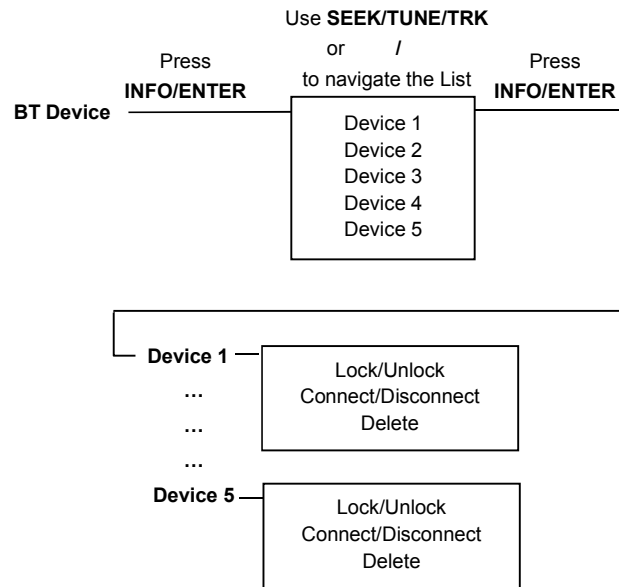 Use SEEK/TUNE/TRK
or /
to navigate the List
Press
INFO/ENTER
Press
INFO/ENTER
BT Device
Device 1
Device 2
Device 3
Device 4
Device 5
Device 1
Lock/Unlock
Connect/Disconnect
Delete
...
...
...
Device 5
Lock/Unlock
Connect/Disconnect
Delete